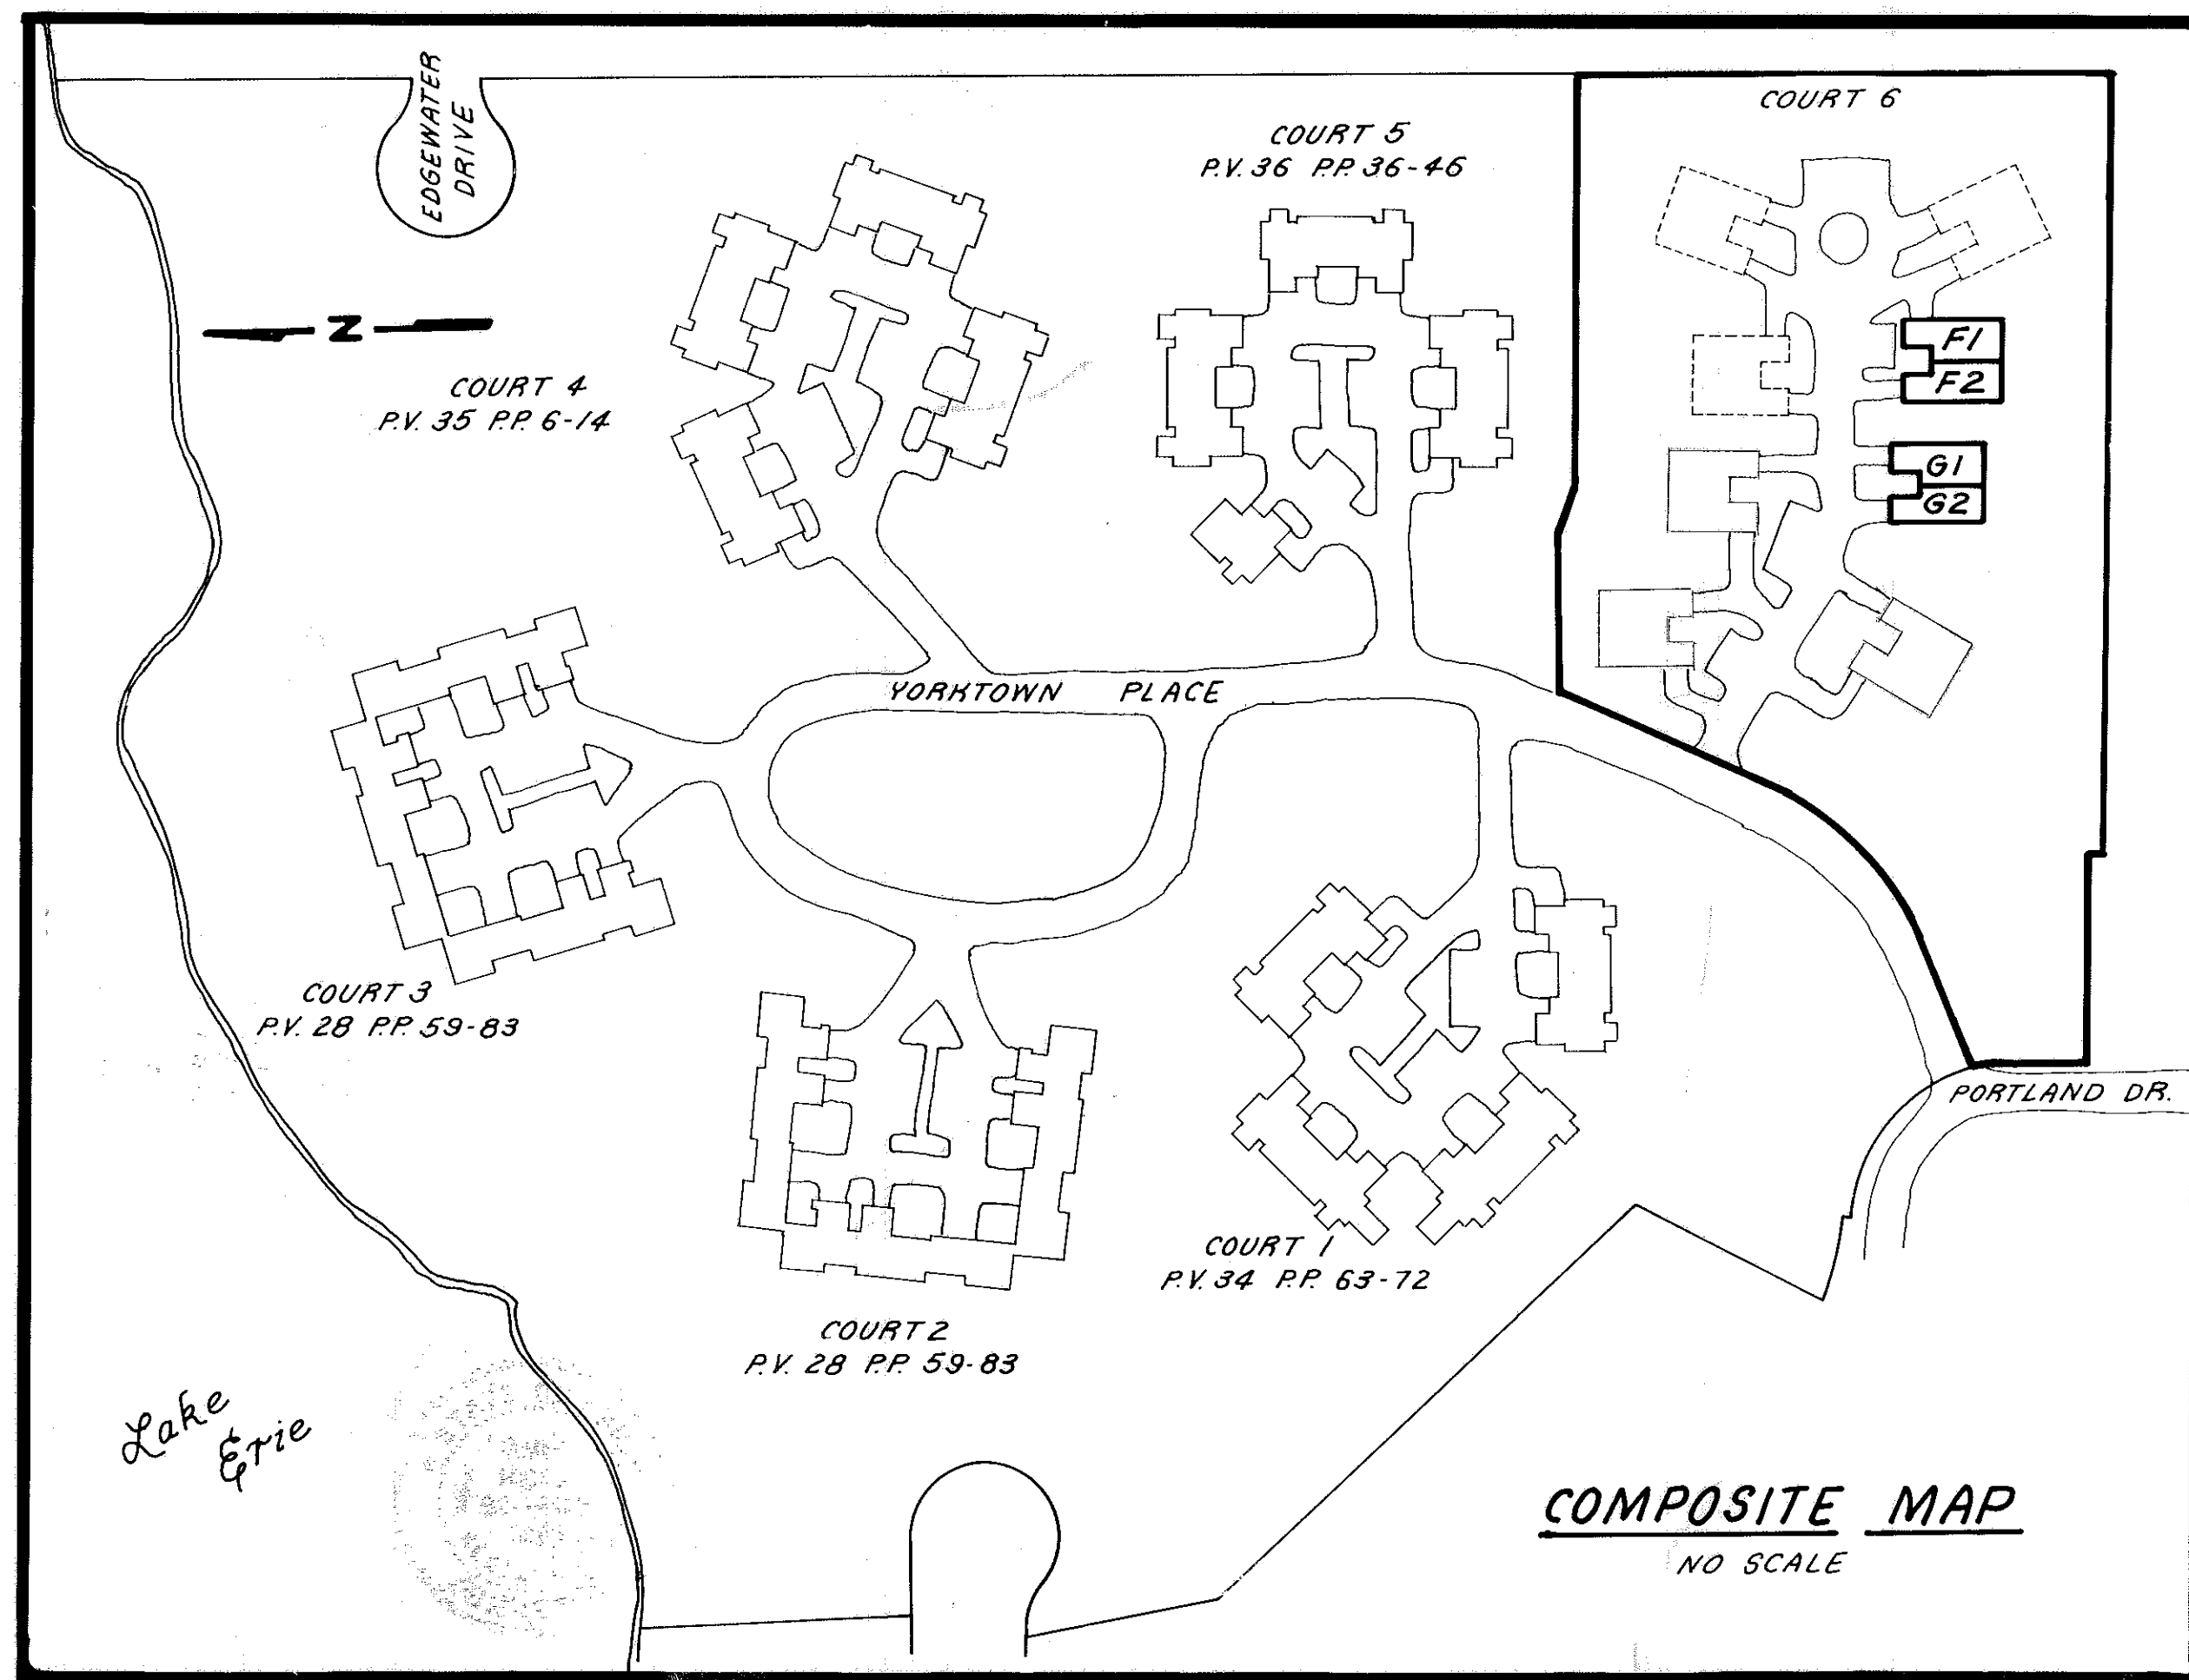 EDGEWATER
DRIVE
COURT 6
COURT 5
P.V. 36 P.P. 36-46
N
COURT 4
P.V. 35 P.P. 6-14
F1
F2
G1
G2
YORKTOWN PLACE
COURT 3
P.V. 28 P.P. 59-83
PORTLAND DR.
COURT 1
P.V. 34 P.P. 63-72
COURT 2
P.V. 28 P.P. 59-83
Lake
Erie
COMPOSITE MAP
NO SCALE